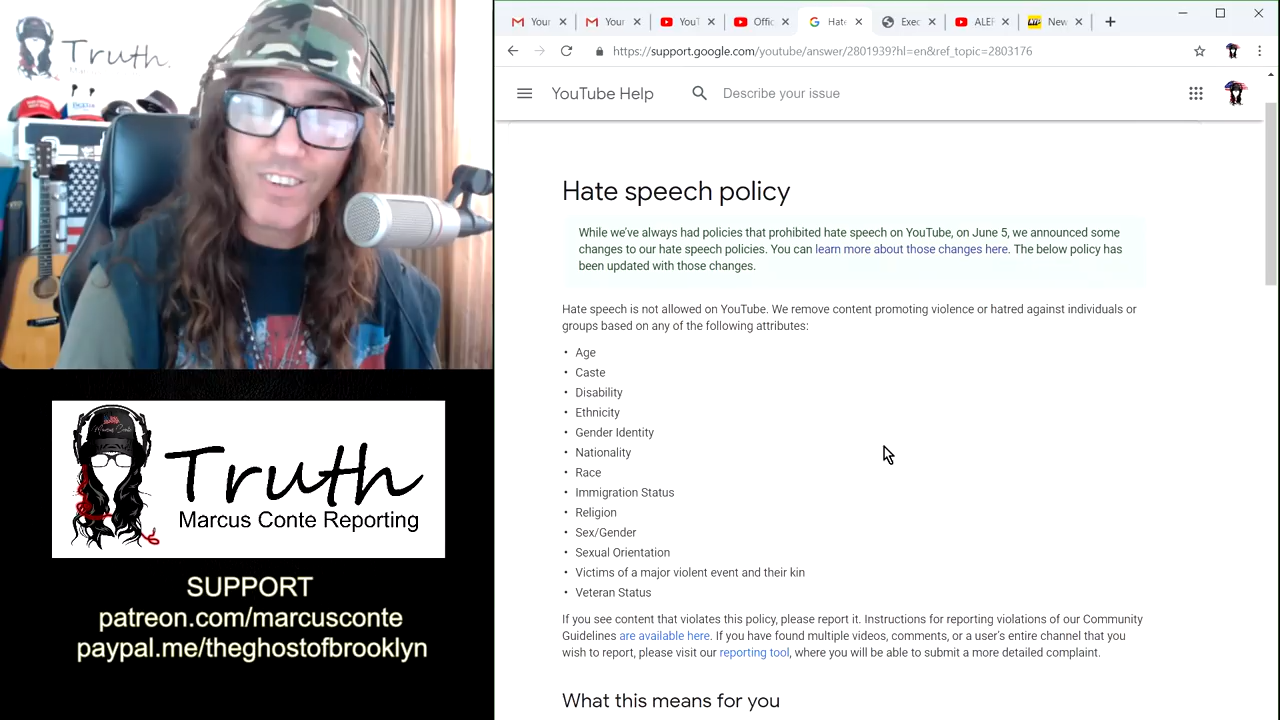 Truth.
Truth
Marcus Conte Reporting
SUPPORT
patreon.com/marcusconte
paypal.me/theghostofbrooklyn
Your
Your
YouT
Offic
Hate
Exec
ALEF
New
https://support.google.com/youtube/answer/2801939?hl=en&ref_topic=2803176
YouTube Help
Describe your issue
Hate speech policy
While we've always had policies that prohibited hate speech on YouTube, on June 5, we announced some
changes to our hate speech policies. You can learn more about those changes here. The below policy has
been updated with those changes.
Hate speech is not allowed on YouTube. We remove content promoting violence or hatred against individuals or
groups based on any of the following attributes:
• Age
• Caste
• Disability
• Ethnicity
• Gender Identity
• Nationality
• Race
• Immigration Status
• Religion
• Sex/Gender
• Sexual Orientation
• Victims of a major violent event and their kin
• Veteran Status
If you see content that violates this policy, please report it. Instructions for reporting violations of our Community
Guidelines are available here. If you have found multiple videos, comments, or a user's entire channel that you
wish to report, please visit our reporting tool, where you will be able to submit a more detailed complaint.
What this means for you